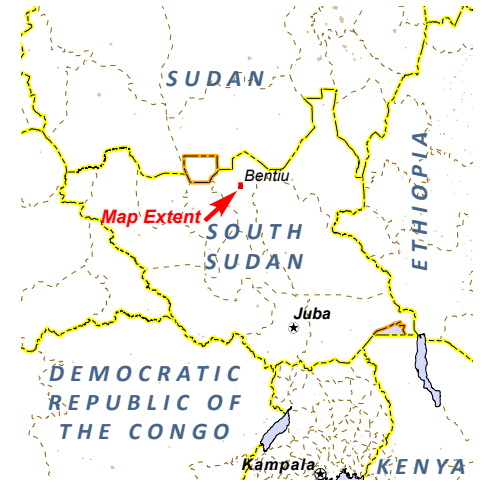 SUDAN
Bentiu
ETHIOPIA
Map Extent
SOUTH
SUDAN
Juba
DEMOCRATIC
REPUBLIC OF
THE CONGO
Kampala
KENYA